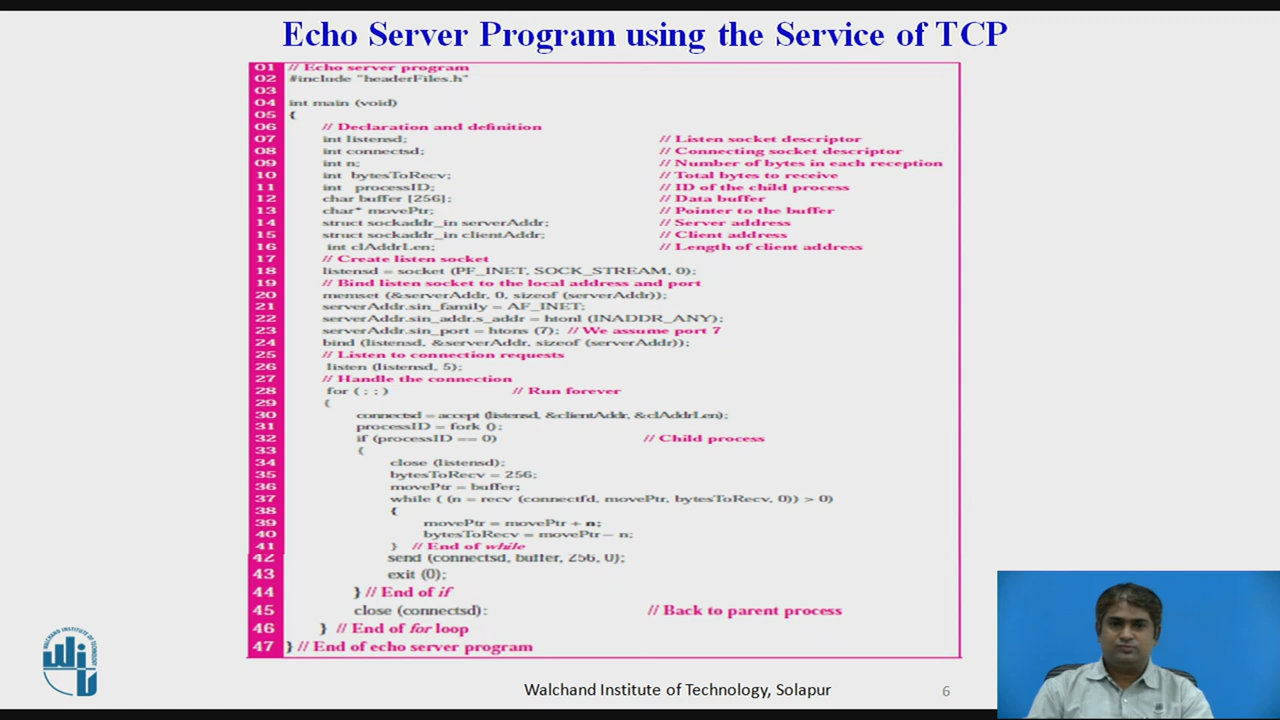 Echo Server Program using the Service of TCP
01 // Echo server program
02 #include "headerFiles.h"
03
04 int main (void)
05 {
06 // Declaration and definition
07 int listensd; // Listen socket descriptor
08 int connectsd; // Connecting socket descriptor
09 int n; // Number of bytes in each reception
10 int bytesToRecv; // Total bytes to receive
11 int processID; // ID of the child process
12 char buffer [256]; // Data buffer
13 char* movePtr; // Pointer to the buffer
14 struct sockaddr_in serverAddr; // Server address
15 struct sockaddr_in clientAddr; // Client address
16 int clAddrLen; // Length of client address
17 // Create listen socket
18 listensd = socket (PF_INET, SOCK_STREAM, 0);
19 // Bind listen socket to the local address and port
20 memset (&serverAddr, 0, sizeof (serverAddr));
21 serverAddr.sin_family = AF_INET;
22 serverAddr.sin_addr.s_addr = htonl (INADDR_ANY);
23 serverAddr.sin_port = htons (7); // We assume port 7
24 bind (listensd, &serverAddr, sizeof (serverAddr));
25 // Listen to connection requests
26 listen (listensd, 5);
27 // Handle the connection
28 for ( ; ; ) // Run forever
29 {
30 connectsd = accept (listensd, &clientAddr, &clAddrLen);
31 processID = fork ();
32 if (processID == 0) // Child process
33 {
34 close (listensd);
35 bytesToRecv = 256;
36 movePtr = buffer;
37 while ( (n = recv (connectfd, movePtr, bytesToRecv, 0)) > 0)
38 {
39 movePtr = movePtr + n;
40 bytesToRecv = movePtr − n;
41 } // End of while
42 send (connectsd, buffer, 256, 0);
43 exit (0);
44 } // End of if
45 close (connectsd): // Back to parent process
46 } // End of for loop
47 } // End of echo server program
WALCHAND INSTITUTE OF TECHNOLOGY
WIT
Walchand Institute of Technology, Solapur
6